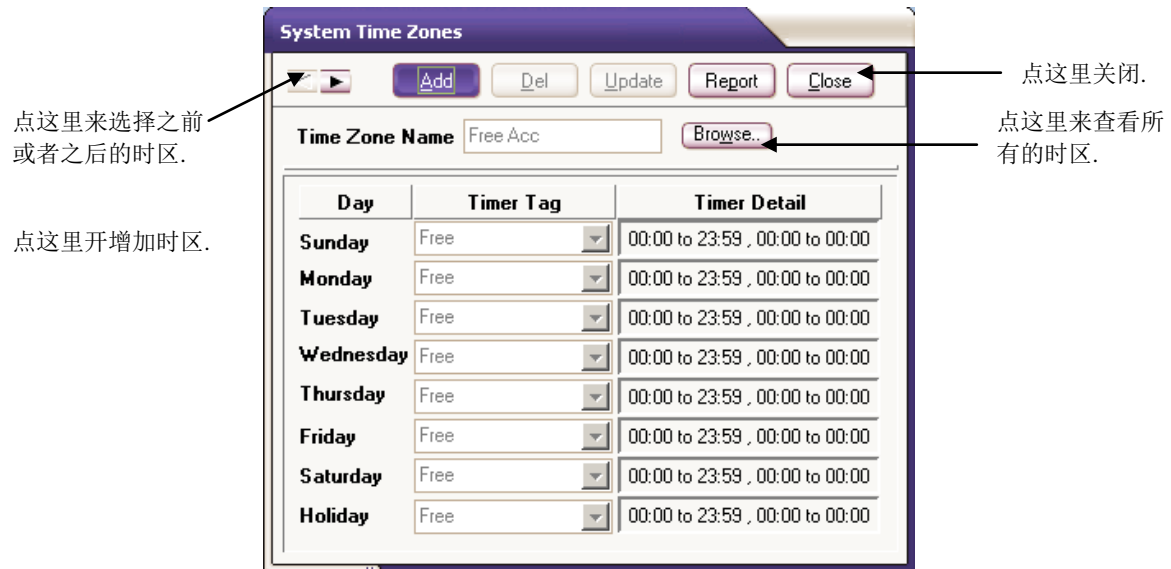 System Time Zones
Add Del Update Report Close
点这里关闭.
点这里来选择之前
或者之后的时区.
Time Zone Name Free Acc Browse..
点这里来查看所
有的时区.
点这里开增加时区.
Day Timer Tag Timer Detail
Sunday Free 00:00 to 23:59 , 00:00 to 00:00
Monday Free 00:00 to 23:59 , 00:00 to 00:00
Tuesday Free 00:00 to 23:59 , 00:00 to 00:00
Wednesday Free 00:00 to 23:59 , 00:00 to 00:00
Thursday Free 00:00 to 23:59 , 00:00 to 00:00
Friday Free 00:00 to 23:59 , 00:00 to 00:00
Saturday Free 00:00 to 23:59 , 00:00 to 00:00
Holiday Free 00:00 to 23:59 , 00:00 to 00:00